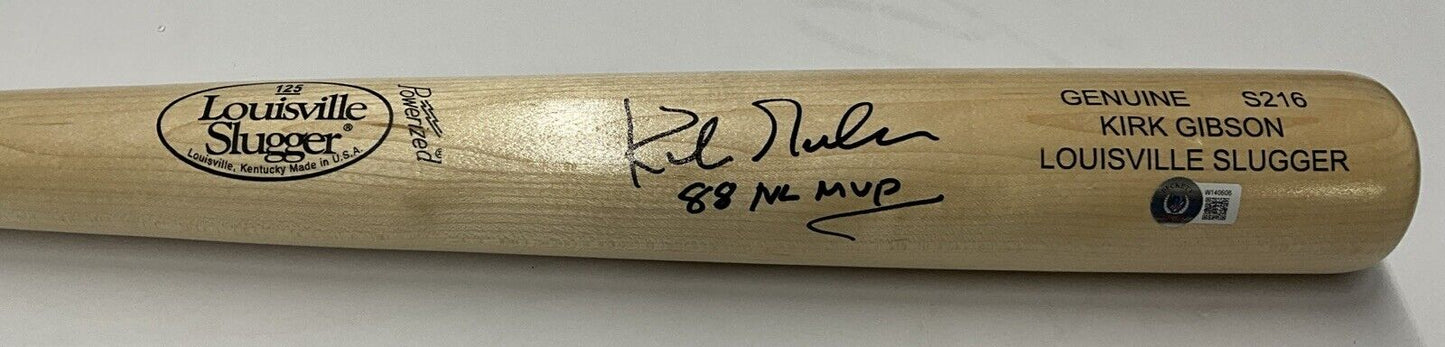 125
Louisville
Slugger®
Louisville, Kentucky Made in U.S.A.
Powerized
Kirk Gibson
88 NL MVP
GENUINE S216
KIRK GIBSON
LOUISVILLE SLUGGER
W140606